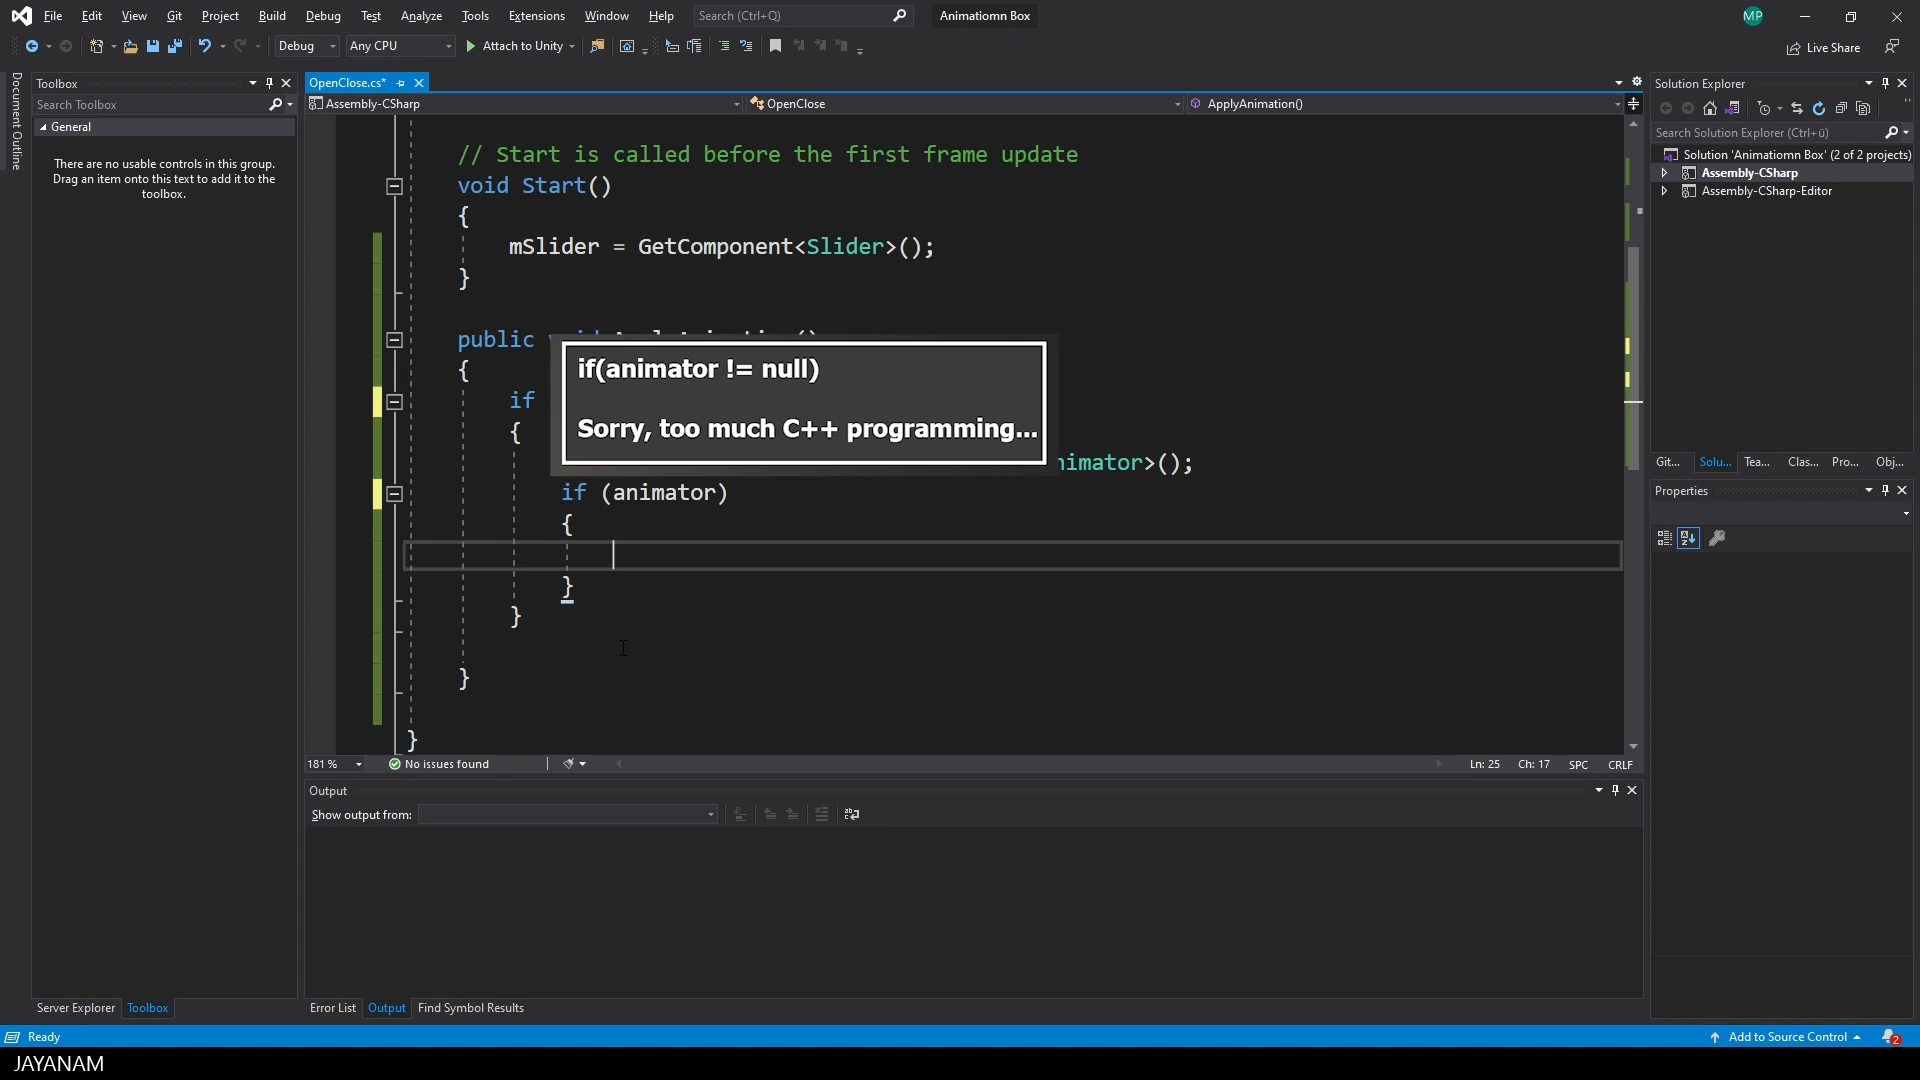 File Edit View Git Project Build Debug Test Analyze Tools Extensions Window Help Search (Ctrl+Q) Animatiomn Box MP
Debug Any CPU Attach to Unity Live Share
Document Outline
Toolbox
Search Toolbox
General
There are no usable controls in this group.
Drag an item onto this text to add it to the
toolbox.
Server Explorer Toolbox
OpenClose.cs*
Assembly-CSharp OpenClose ApplyAnimation()
// Start is called before the first frame update
void Start()
{
mSlider = GetComponent<Slider>();
}
public
{
if(animator != null)
if
Sorry, too much C++ programming...
{
nimator>();
if (animator)
{
}
}
}
}
181 % No issues found Ln: 25 Ch: 17 SPC CRLF
Output
Show output from:
Error List Output Find Symbol Results
Solution Explorer
Search Solution Explorer (Ctrl+ü)
Solution 'Animatiomn Box' (2 of 2 projects)
Assembly-CSharp
Assembly-CSharp-Editor
Git... Solu... Tea... Clas... Pro... Obj...
Properties
Ready Add to Source Control 2
JAYANAM